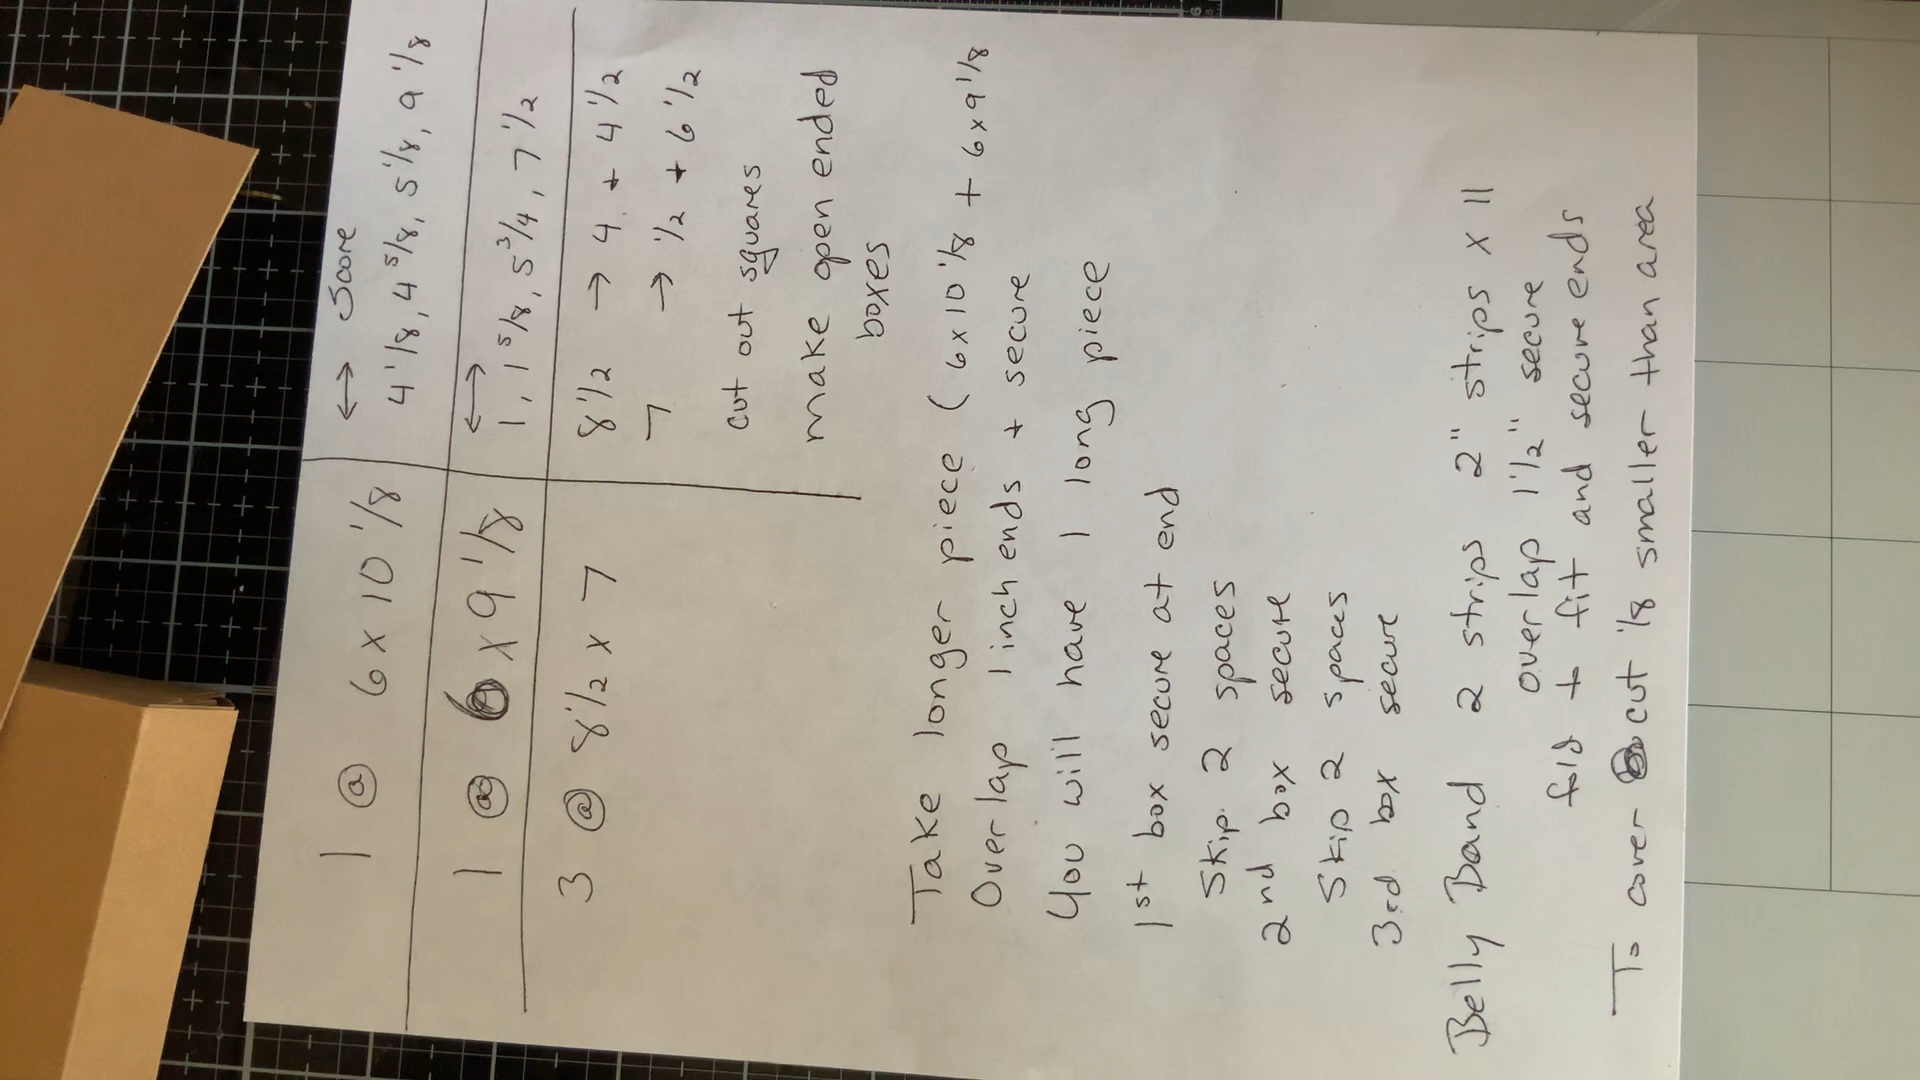 1 @ 6 x 10 1/8 ↔ Score
4 1/8, 4 5/8, 5 1/8, 9 1/8
1 @ 6 x 9 1/8 ↔
1, 1 5/8, 5 3/4, 7 1/2
3 @ 8 1/2 x 7 8 1/2 → 4 + 4 1/2
7 → 1/2 + 6 1/2
cut out squares
make open ended
boxes
Take longer piece (6 x 10 1/8 + 6 x 9 1/8
Overlap 1 inch ends + secure
You will have 1 long piece
1st box secure at end
Skip 2 spaces
2nd box secure
Skip 2 spaces
3rd box secure
Belly Band 2 strips 2" strips x 11
overlap 1 1/2" secure
fold + fit and secure ends
To cover cut 1/8 smaller than area